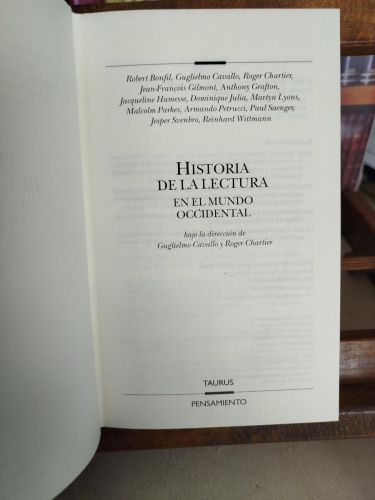 Robert Bonfil, Guglielmo Cavallo, Roger Chartier,
Jean-François Gilmont, Anthony Grafton,
Jacqueline Hamesse, Dominique Julia, Martyn Lyons,
Malcolm Parkes, Armando Petrucci, Paul Saenger,
Jesper Svenbro, Reinhard Wittmann
HISTORIA
DE LA LECTURA
EN EL MUNDO
OCCIDENTAL
bajo la dirección de
Guglielmo Cavallo y Roger Chartier
TAURUS
PENSAMIENTO